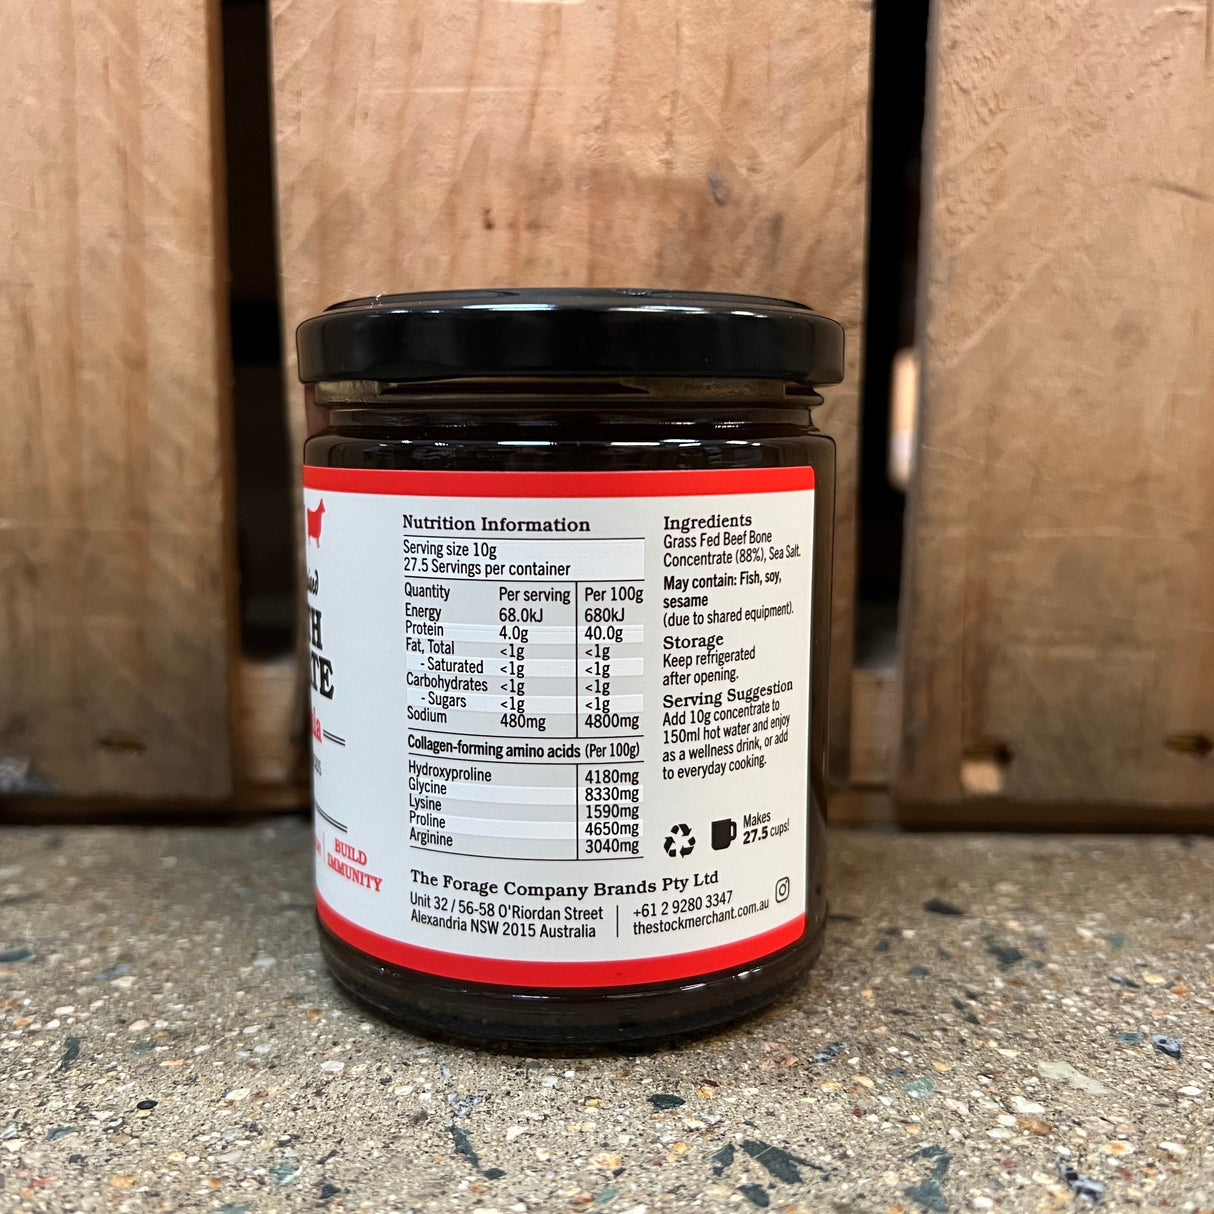 BUILD
IMMUNITY
Nutrition Information
Serving size 10g
27.5 Servings per container
Quantity Per serving Per 100g
Energy 68.0kJ 680kJ
Protein 4.0g 40.0g
Fat, Total <1g <1g
- Saturated <1g <1g
Carbohydrates <1g <1g
- Sugars <1g <1g
Sodium 480mg 4800mg
Collagen-forming amino acids (Per 100g)
Hydroxyproline 4180mg
Glycine 8330mg
Lysine 1590mg
Proline 4650mg
Arginine 3040mg
Ingredients
Grass Fed Beef Bone
Concentrate (88%), Sea Salt.
May contain: Fish, soy,
sesame
(due to shared equipment).
Storage
Keep refrigerated
after opening.
Serving Suggestion
Add 10g concentrate to
150ml hot water and enjoy
as a wellness drink, or add
to everyday cooking.
Makes
27.5 cups!
The Forage Company Brands Pty Ltd
Unit 32 / 56-58 O'Riordan Street
Alexandria NSW 2015 Australia
+61 2 9280 3347
thestockmerchant.com.au